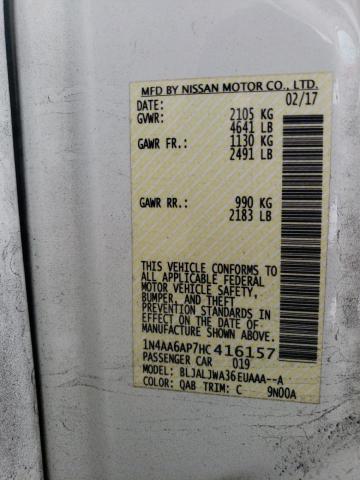 MFD BY NISSAN MOTOR CO., LTD.
DATE: 02/17
GVWR: 2105 KG
4641 LB
GAWR FR.: 1130 KG
2491 LB
GAWR RR.: 990 KG
2183 LB
THIS VEHICLE CONFORMS TO
ALL APPLICABLE FEDERAL
MOTOR VEHICLE SAFETY,
BUMPER, AND THEFT
PREVENTION STANDARDS IN
EFFECT ON THE DATE OF
MANUFACTURE SHOWN ABOVE.
1N4AA6AP7HC416157
PASSENGER CAR 019
BLJALJWA36EUAAA--A
COLOR: QAB TRIM: C 9N00A